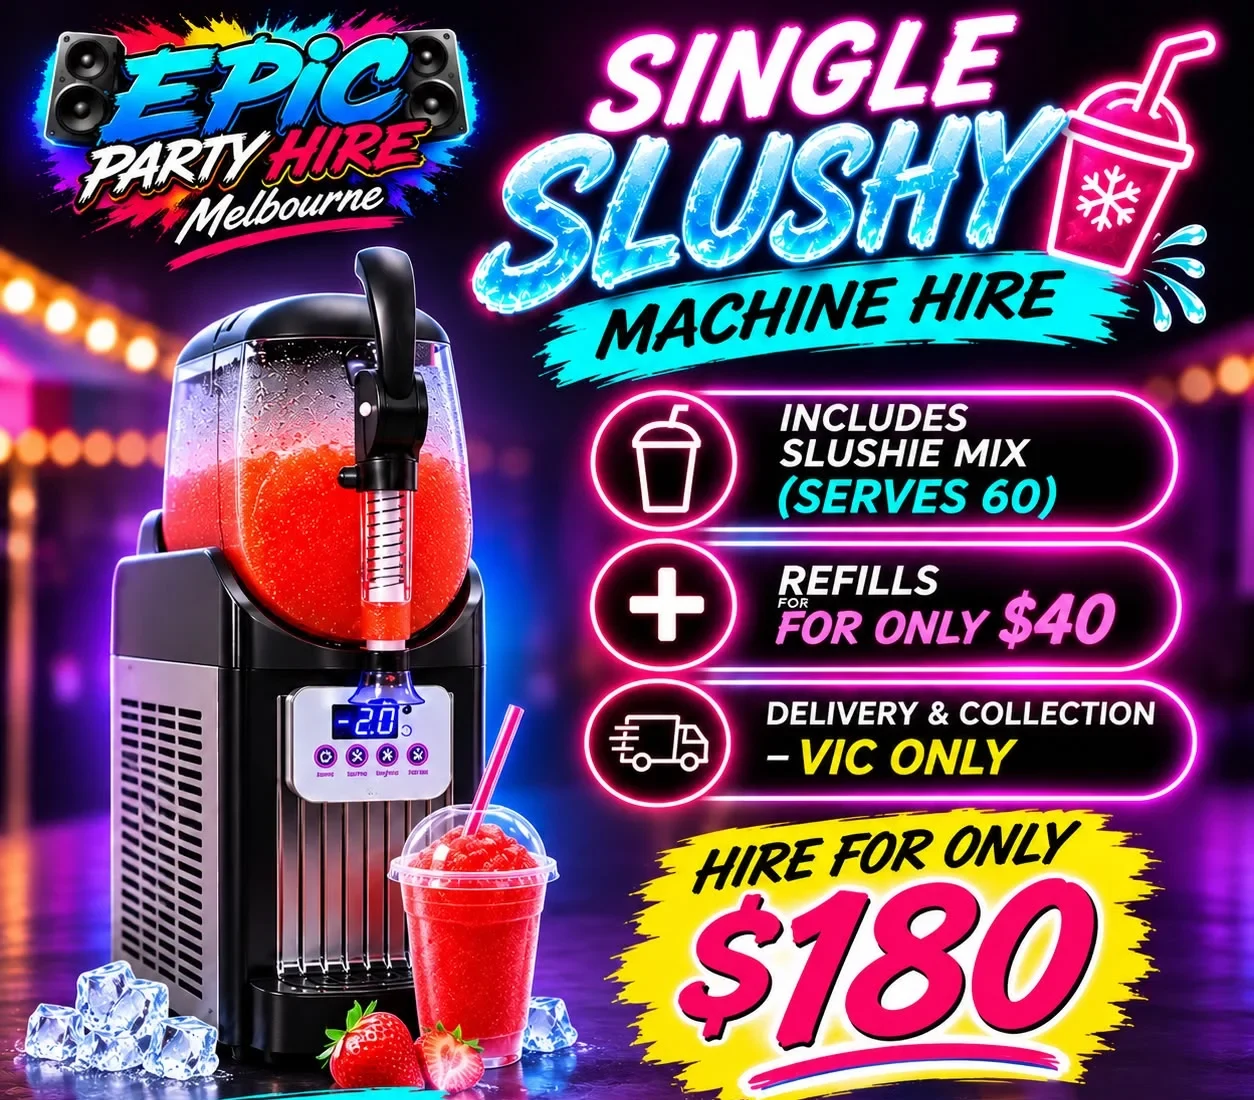 EPiC
PARTY HIRE
Melbourne
SINGLE
SLUSHY
MACHINE HIRE
INCLUDES
SLUSHIE MIX
(SERVES 60)
REFILLS
FOR
FOR ONLY $40
DELIVERY & COLLECTION
– VIC ONLY
-2.0
HIRE FOR ONLY
$180